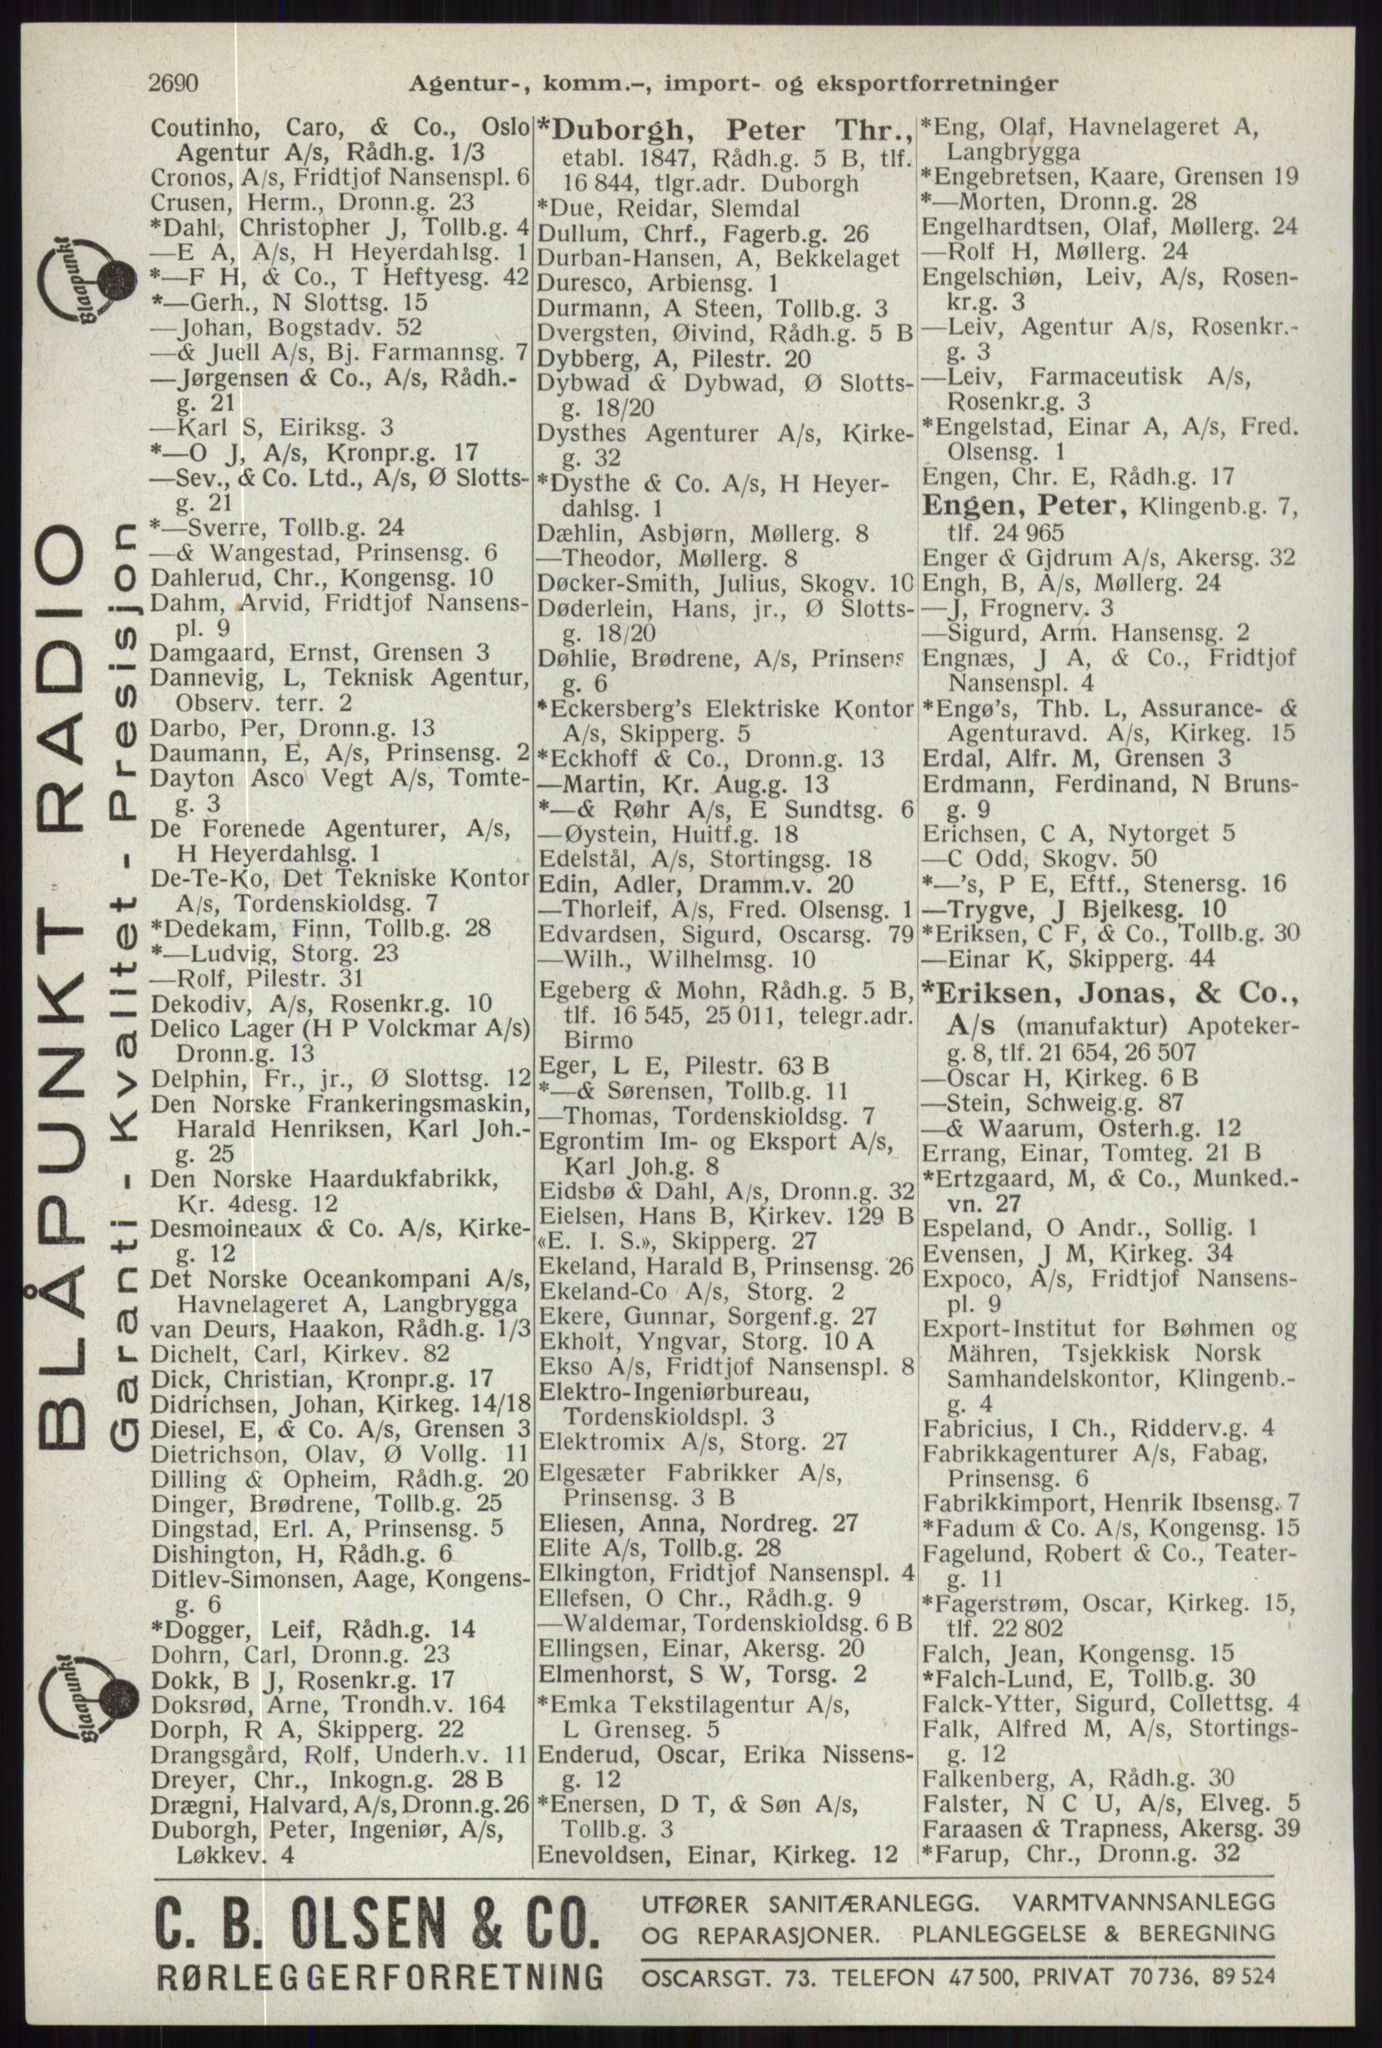 2690
Agentur-, komm.-, import- og eksportforretninger
Coutinho, Caro, & Co., Oslo
Agentur A/s, Rådh.g. 1/3
Cronos, A/s, Fridtjof Nansenspl. 6
Crusen, Herm., Dronn.g. 23
*Dahl, Christopher J, Tollb.g. 4
—E A, A/s, H Heyerdahlsg. 1
*—F H, & Co., T Heftyesg. 42
*—Gerh., N Slottsg. 15
—Johan, Bogstadv. 52
—& Juell A/s, Bj. Farmannsg. 7
—Jørgensen & Co., A/s, Rådh.-
g. 21
—Karl S, Eiriksg. 3
*—O J, A/s, Kronpr.g. 17
—Sev., & Co. Ltd., A/s, Ø Slotts-
g. 21
*—Sverre, Tollb.g. 24
—& Wangestad, Prinsensg. 6
Dahlerud, Chr., Kongensg. 10
Dahm, Arvid, Fridtjof Nansens-
pl. 9
Damgaard, Ernst, Grensen 3
Dannevig, L, Teknisk Agentur,
Observ. terr. 2
Darbo, Per, Dronn.g. 13
Daumann, E, A/s, Prinsensg. 2
Dayton Asco Vegt A/s, Tomte-
g. 3
De Forenede Agenturer, A/s,
H Heyerdahlsg. 1
De-Te-Ko, Det Tekniske Kontor
A/s, Tordenskioldsg. 7
*Dedekam, Finn, Tollb.g. 28
*—Ludvig, Storg. 23
—Rolf, Pilestr. 31
Dekodiv, A/s, Rosenkr.g. 10
Delico Lager (H P Volckmar A/s)
Dronn.g. 13
Delphin, Fr., jr., Ø Slottsg. 12
Den Norske Frankeringsmaskin,
Harald Henriksen, Karl Joh.-
g. 25
Den Norske Haardukfabrikk,
Kr. 4desg. 12
Desmoineaux & Co. A/s, Kirke-
g. 12
Det Norske Oceankompani A/s,
Havnelageret A, Langbrygga
van Deurs, Haakon, Rådh.g. 1/3
Dichelt, Carl, Kirkev. 82
Dick, Christian, Kronpr.g. 17
Didrichsen, Johan, Kirkeg. 14/18
Diesel, E, & Co. A/s, Grensen 3
Dietrichson, Olav, Ø Vollg. 11
Dilling & Opheim, Rådh.g. 20
Dinger, Brødrene, Tollb.g. 25
Dingstad, Erl. A, Prinsensg. 5
Dishington, H, Rådh.g. 6
Ditlev-Simonsen, Aage, Kongens-
g. 6
*Dogger, Leif, Rådh.g. 14
Dohrn, Carl, Dronn.g. 23
Dokk, B J, Rosenkr.g. 17
Doksrød, Arne, Trondh.v. 164
Dorph, R A, Skipperg. 22
Drangsgård, Rolf, Underh.v. 11
Dreyer, Chr., Inkogn.g. 28 B
Drægni, Halvard, A/s, Dronn.g. 26
Duborgh, Peter, Ingeniør, A/s,
Løkkev. 4
*Duborgh, Peter Thr.,
etabl. 1847, Rådh.g. 5 B, tlf.
16 844, tlgr.adr. Duborgh
*Due, Reidar, Slemdal
Dullum, Chrf., Fagerb.g. 26
Durban-Hansen, A, Bekkelaget
Duresco, Arbiensg. 1
Durmann, A Steen, Tollb.g. 3
Dvergsten, Øivind, Rådh.g. 5 B
Dybberg, A, Pilestr. 20
Dybwad & Dybwad, Ø Slotts-
g. 18/20
Dysthes Agenturer A/s, Kirke-
g. 32
*Dysthe & Co. A/s, H Heyer-
dahlsg. 1
Dæhlin, Asbjørn, Møllerg. 8
—Theodor, Møllerg. 8
Døcker-Smith, Julius, Skogv. 10
Døderlein, Hans, jr., Ø Slotts-
g. 18/20
Døhlie, Brødrene, A/s, Prinsens
g. 6
*Eckersberg's Elektriske Kontor
A/s, Skipperg. 5
*Eckhoff & Co., Dronn.g. 13
—Martin, Kr. Aug.g. 13
*—& Røhr A/s, E Sundtsg. 6
—Øystein, Huitf.g. 18
Edelstål, A/s, Stortingsg. 18
Edin, Adler, Dramm.v. 20
—Thorleif, A/s, Fred. Olsensg. 1
Edvardsen, Sigurd, Oscarsg. 79
—Wilh., Wilhelmsg. 10
Egeberg & Mohn, Rådh.g. 5 B,
tlf. 16 545, 25 011, telegr.adr.
Birmo
Eger, L E, Pilestr. 63 B
*—& Sørensen, Tollb.g. 11
—Thomas, Tordenskioldsg. 7
Egrontim Im- og Eksport A/s,
Karl Joh.g. 8
Eidsbø & Dahl, A/s, Dronn.g. 32
Eielsen, Hans B, Kirkev. 129 B
«E. I. S.», Skipperg. 27
Ekeland, Harald B, Prinsensg. 26
Ekeland-Co A/s, Storg. 2
Ekere, Gunnar, Sorgenf.g. 27
Ekholt, Yngvar, Storg. 10 A
Ekso A/s, Fridtjof Nansenspl. 8
Elektro-Ingeniørbureau,
Tordenskioldspl. 3
Elektromix A/s, Storg. 27
Elgesæter Fabrikker A/s,
Prinsensg. 3 B
Eliesen, Anna, Nordreg. 27
Elite A/s, Tollb.g. 28
Elkington, Fridtjof Nansenspl. 4
Ellefsen, O Chr., Rådh.g. 9
—Waldemar, Tordenskioldsg. 6 B
Ellingsen, Einar, Akersg. 20
Elmenhorst, S W, Torsg. 2
*Emka Tekstilagentur A/s,
L Grenseg. 5
Enderud, Oscar, Erika Nissens-
g. 12
*Enersen, D T, & Søn A/s,
Tollb.g. 3
Enevoldsen, Einar, Kirkeg. 12
*Eng, Olaf, Havnelageret A,
Langbrygga
*Engebretsen, Kaare, Grensen 19
*—Morten, Dronn.g. 28
Engelhardtsen, Olaf, Møllerg. 24
—Rolf H, Møllerg. 24
Engelschiøn, Leiv, A/s, Rosen-
kr.g. 3
—Leiv, Agentur A/s, Rosenkr.-
g. 3
—Leiv, Farmaceutisk A/s,
Rosenkr.g. 3
*Engelstad, Einar A, A/s, Fred.
Olsensg. 1
Engen, Chr. E, Rådh.g. 17
Engen, Peter, Klingenb.g. 7,
tlf. 24 965
Enger & Gjdrum A/s, Akersg. 32
Engh, B, A/s, Møllerg. 24
—J, Frognerv. 3
—Sigurd, Arm. Hansensg. 2
Engnæs, J A, & Co., Fridtjof
Nansenspl. 4
*Engø's, Thb. L, Assurance- &
Agenturavd. A/s, Kirkeg. 15
Erdal, Alfr. M, Grensen 3
Erdmann, Ferdinand, N Bruns-
g. 9
Erichsen, C A, Nytorget 5
—C Odd, Skogv. 50
*—'s, P E, Eftf., Stenersg. 16
—Trygve, J Bjelkesg. 10
*Eriksen, C F, & Co., Tollb.g. 30
—Einar K, Skipperg. 44
*Eriksen, Jonas, & Co.,
A/s (manufaktur) Apoteker-
g. 8, tlf. 21 654, 26 507
—Oscar H, Kirkeg. 6 B
—Stein, Schweig.g. 87
—& Waarum, Osterh.g. 12
Errang, Einar, Tomteg. 21 B
*Ertzgaard, M, & Co., Munked.-
vn. 27
Espeland, O Andr., Sollig. 1
Evensen, J M, Kirkeg. 34
Expoco, A/s, Fridtjof Nansens-
pl. 9
Export-Institut for Bøhmen og
Mähren, Tsjekkisk Norsk
Samhandelskontor, Klingenb.-
g. 4
Fabricius, I Ch., Ridderv.g. 4
Fabrikkagenturer A/s, Fabag,
Prinsensg. 6
Fabrikkimport, Henrik Ibsensg. 7
*Fadum & Co. A/s, Kongensg. 15
Fagelund, Robert & Co., Teater-
g. 11
*Fagerstrøm, Oscar, Kirkeg. 15,
tlf. 22 802
Falch, Jean, Kongensg. 15
*Falch-Lund, E, Tollb.g. 30
Falck-Ytter, Sigurd, Collettsg. 4
Falk, Alfred M, A/s, Stortings-
g. 12
Falkenberg, A, Rådh.g. 30
Falster, N C U, A/s, Elveg. 5
Faraasen & Trapness, Akersg. 39
*Farup, Chr., Dronn.g. 32
Blaapunkt
BLÅPUNKT RADIO
Garanti - Kvalitet - Presisjon
Blaapunkt
C. B. OLSEN & CO.
RØRLEGGERFORRETNING
UTFØRER SANITÆRANLEGG. VARMTVANNSANLEGG
OG REPARASJONER. PLANLEGGELSE & BEREGNING
OSCARSGT. 73. TELEFON 47 500, PRIVAT 70 736, 89 524